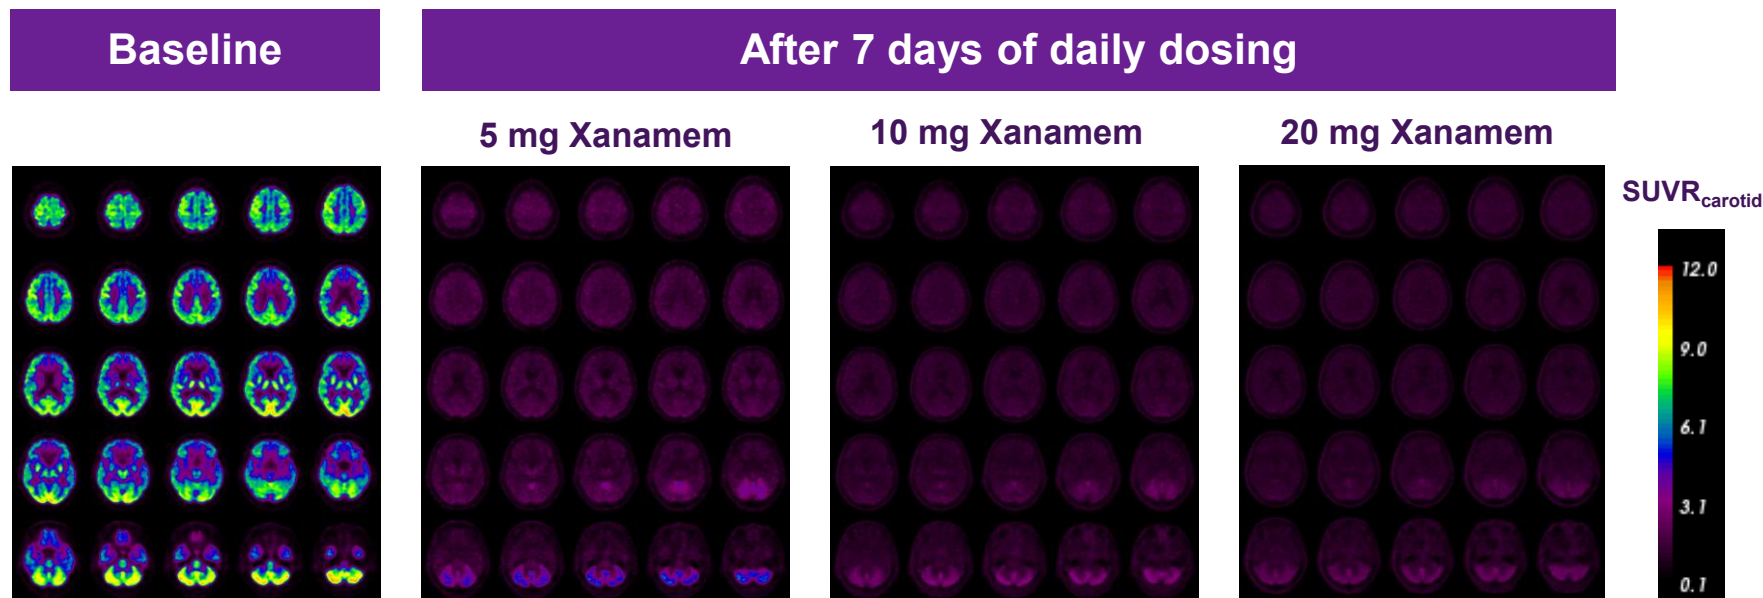 Baseline
After 7 days of daily dosing
5 mg Xanamem
10 mg Xanamem
20 mg Xanamem
SUVRcarotid
12.0
9.0
6.1
3.1
0.1